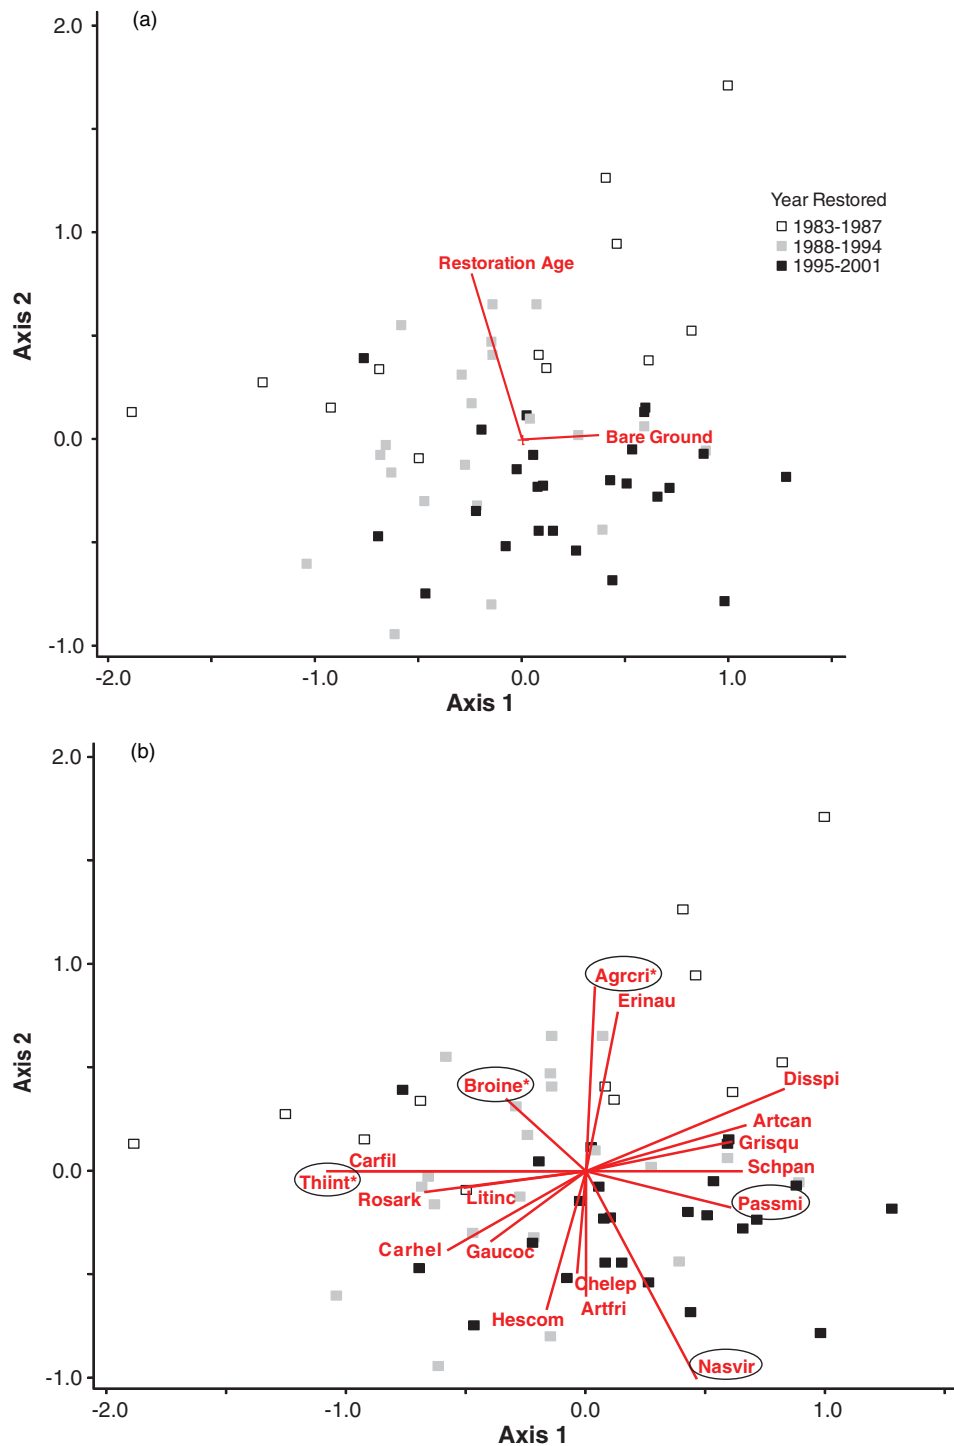 (a)
2.0
1.0
0.0
-1.0
Axis 2
Year Restored
1983-1987
1988-1994
1995-2001
Restoration Age
Bare Ground
-2.0 -1.0 0.0 1.0
Axis 1
(b)
2.0
1.0
0.0
-1.0
Axis 2
Agrcri*
Erinau
Broine*
Disspi
Artcan
Grisqu
Carfil
Schpan
Thiint*
Rosark
Litinc
Passmi
Carhel
Gaucoc
Chelep
Artfri
Hescom
Nasvir
-2.0 -1.0 0.0 1.0
Axis 1